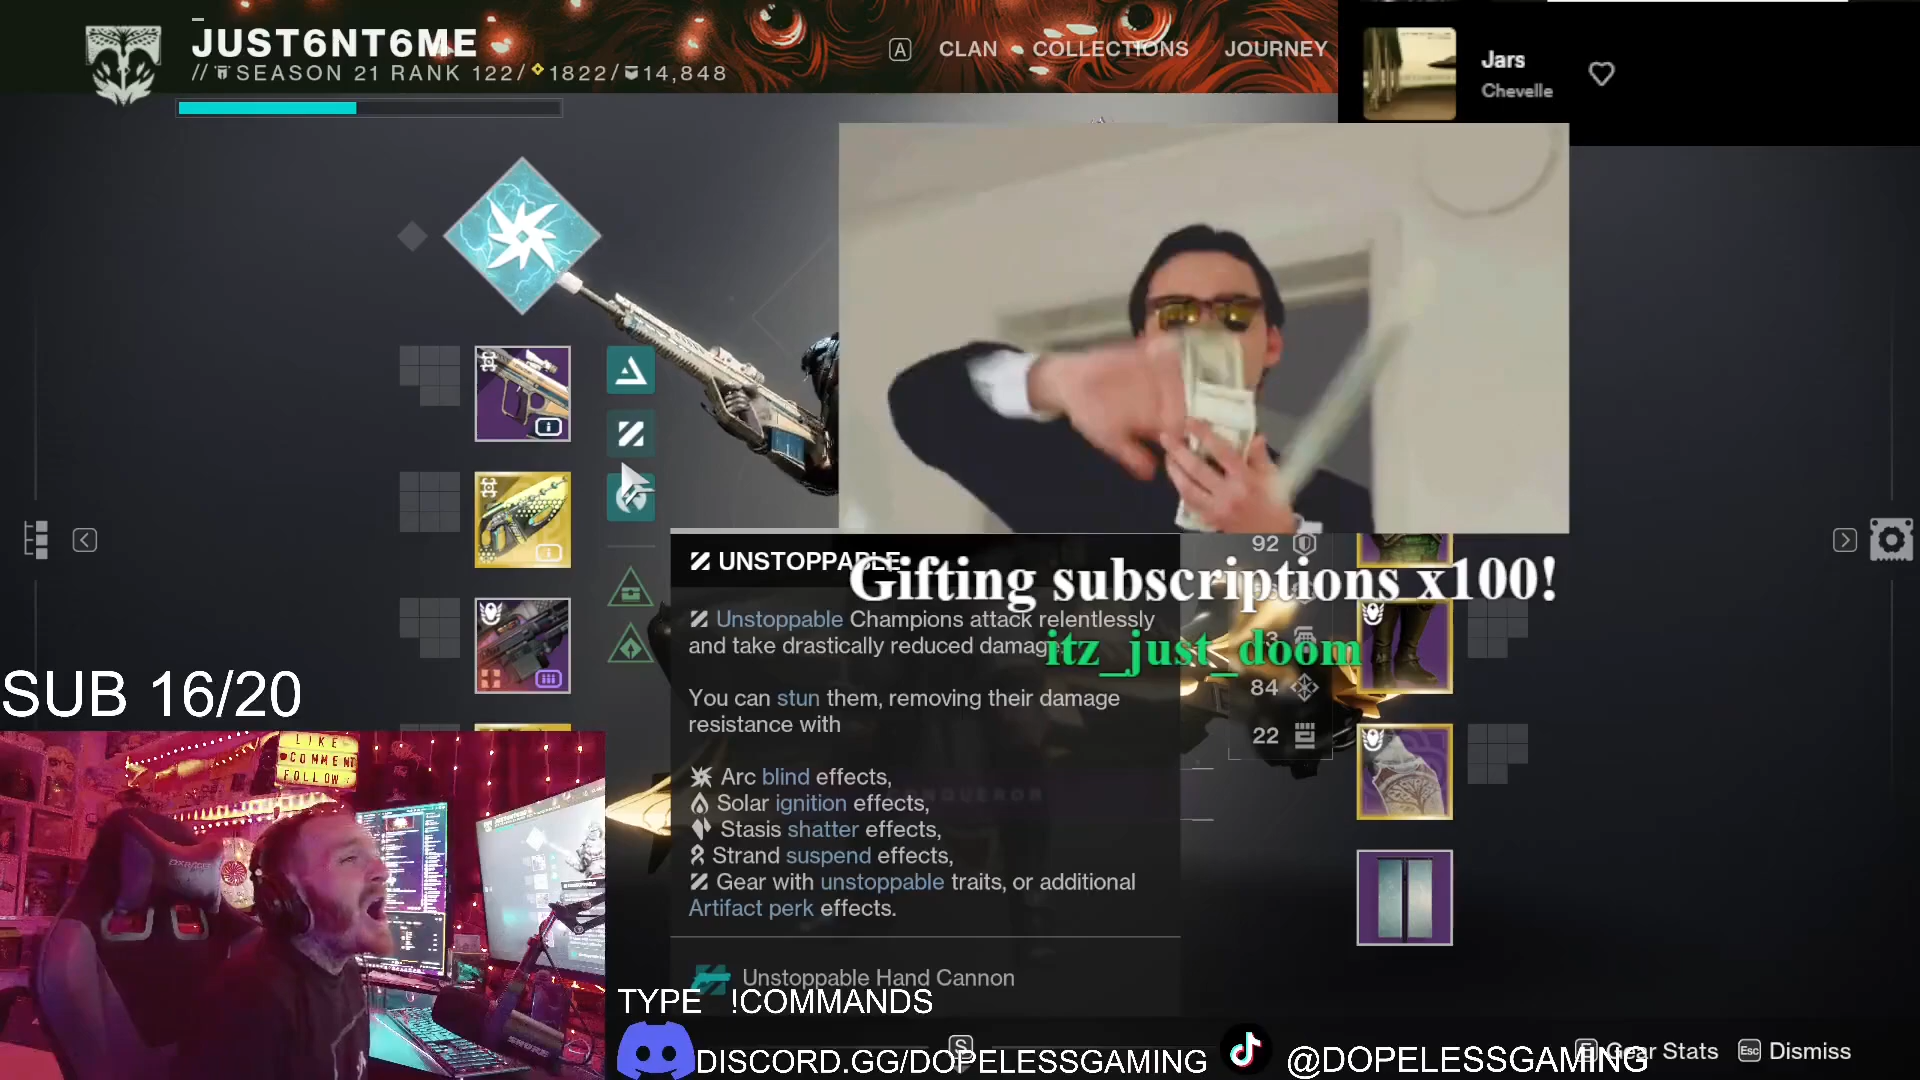 JUST6NT6ME
// SEASON 21 RANK 122/ 1822/ 14,848
A CLAN COLLECTIONS JOURNEY
Jars
Chevelle
UNSTOPPABLE
Unstoppable Champions attack relentlessly
and take drastically reduced damage
You can stun them, removing their damage
resistance with
Arc blind effects,
Solar ignition effects,
Stasis shatter effects,
Strand suspend effects,
Gear with unstoppable traits, or additional
Artifact perk effects.
Unstoppable Hand Cannon
Gifting subscriptions x100!
itz_just_doom
92
84
22
CONQUEROR
SUB 16/20
LIKE
COMMENT
FOLLOW
TYPE !COMMANDS
S
DISCORD.GG/DOPELESSGAMING
@DOPELESSGAMING
Gear Stats
Esc Dismiss